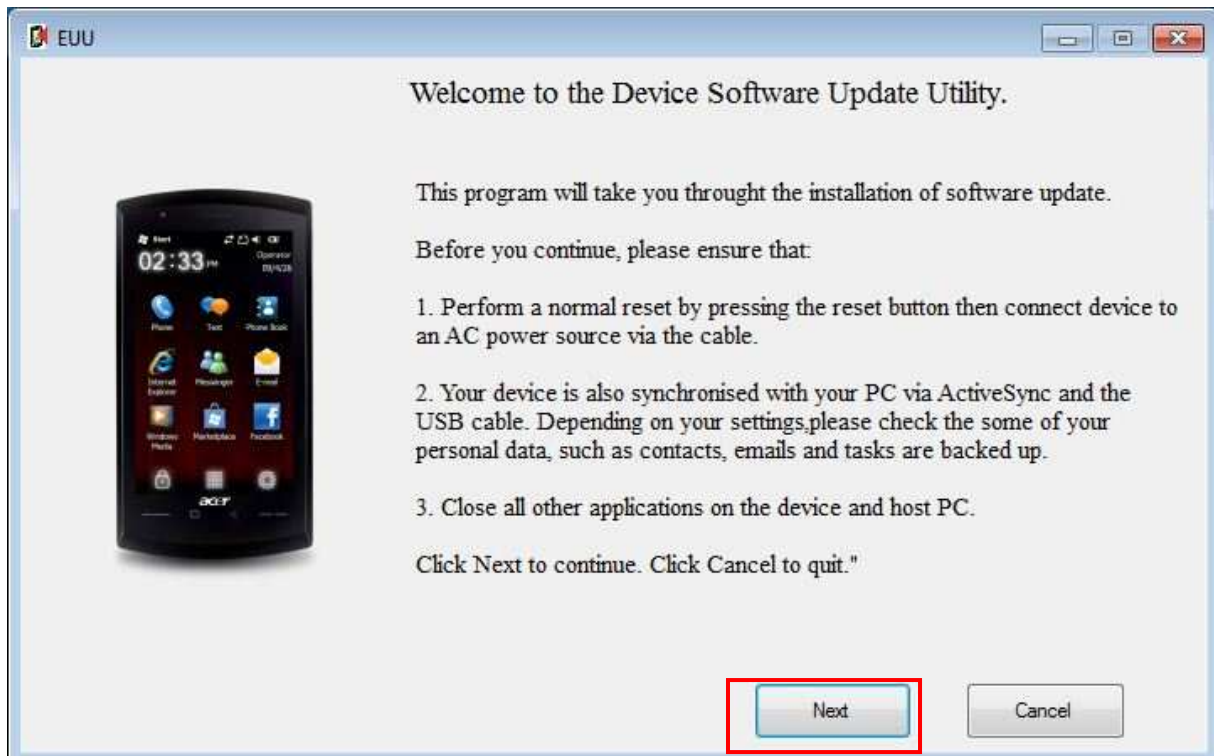 EUU
Welcome to the Device Software Update Utility.
This program will take you throught the installation of software update.
Before you continue, please ensure that:
1. Perform a normal reset by pressing the reset button then connect device to
an AC power source via the cable.
2. Your device is also synchronised with your PC via ActiveSync and the
USB cable. Depending on your settings,please check the some of your
personal data, such as contacts, emails and tasks are backed up.
3. Close all other applications on the device and host PC.
Click Next to continue. Click Cancel to quit."
Start
02:33 PM
Operator
Phone Text Phone Book
Internet Explorer Messenger E-mail
Windows Media Marketplace Facebook
acer
Next Cancel